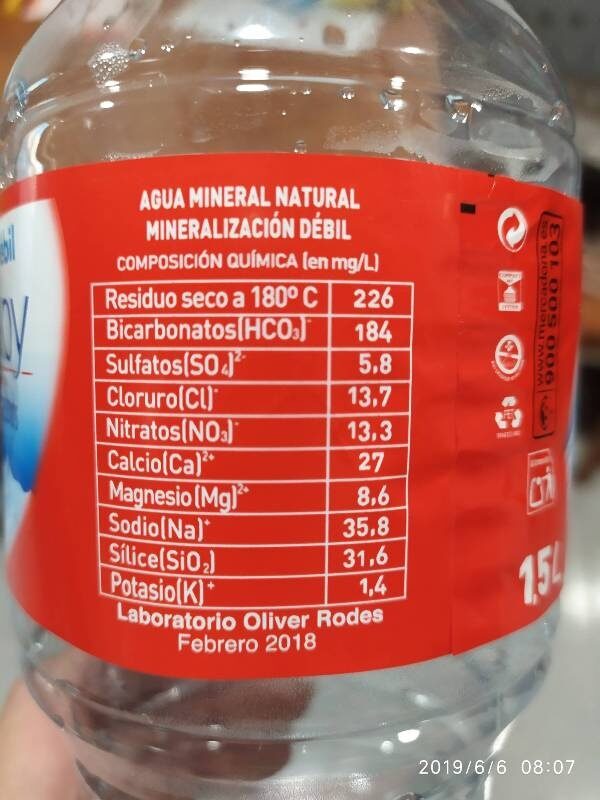 AGUA MINERAL NATURAL
MINERALIZACIÓN DÉBIL
COMPOSICIÓN QUÍMICA (en mg/L)
Residuo seco a 180º C 226
Bicarbonatos(HCO₃)⁻ 184
Sulfatos(SO₄)²⁻ 5,8
Cloruro(Cl)⁻ 13,7
Nitratos(NO₃)⁻ 13,3
Calcio(Ca)²⁺ 27
Magnesio(Mg)²⁺ 8,6
Sodio(Na)⁺ 35,8
Sílice(SiO₂) 31,6
Potasio(K)⁺ 1,4
Laboratorio Oliver Rodes
Febrero 2018
ébil
oy
www.mercadona.es
900 500 103
PET
1,5L
2019/6/6 08:07